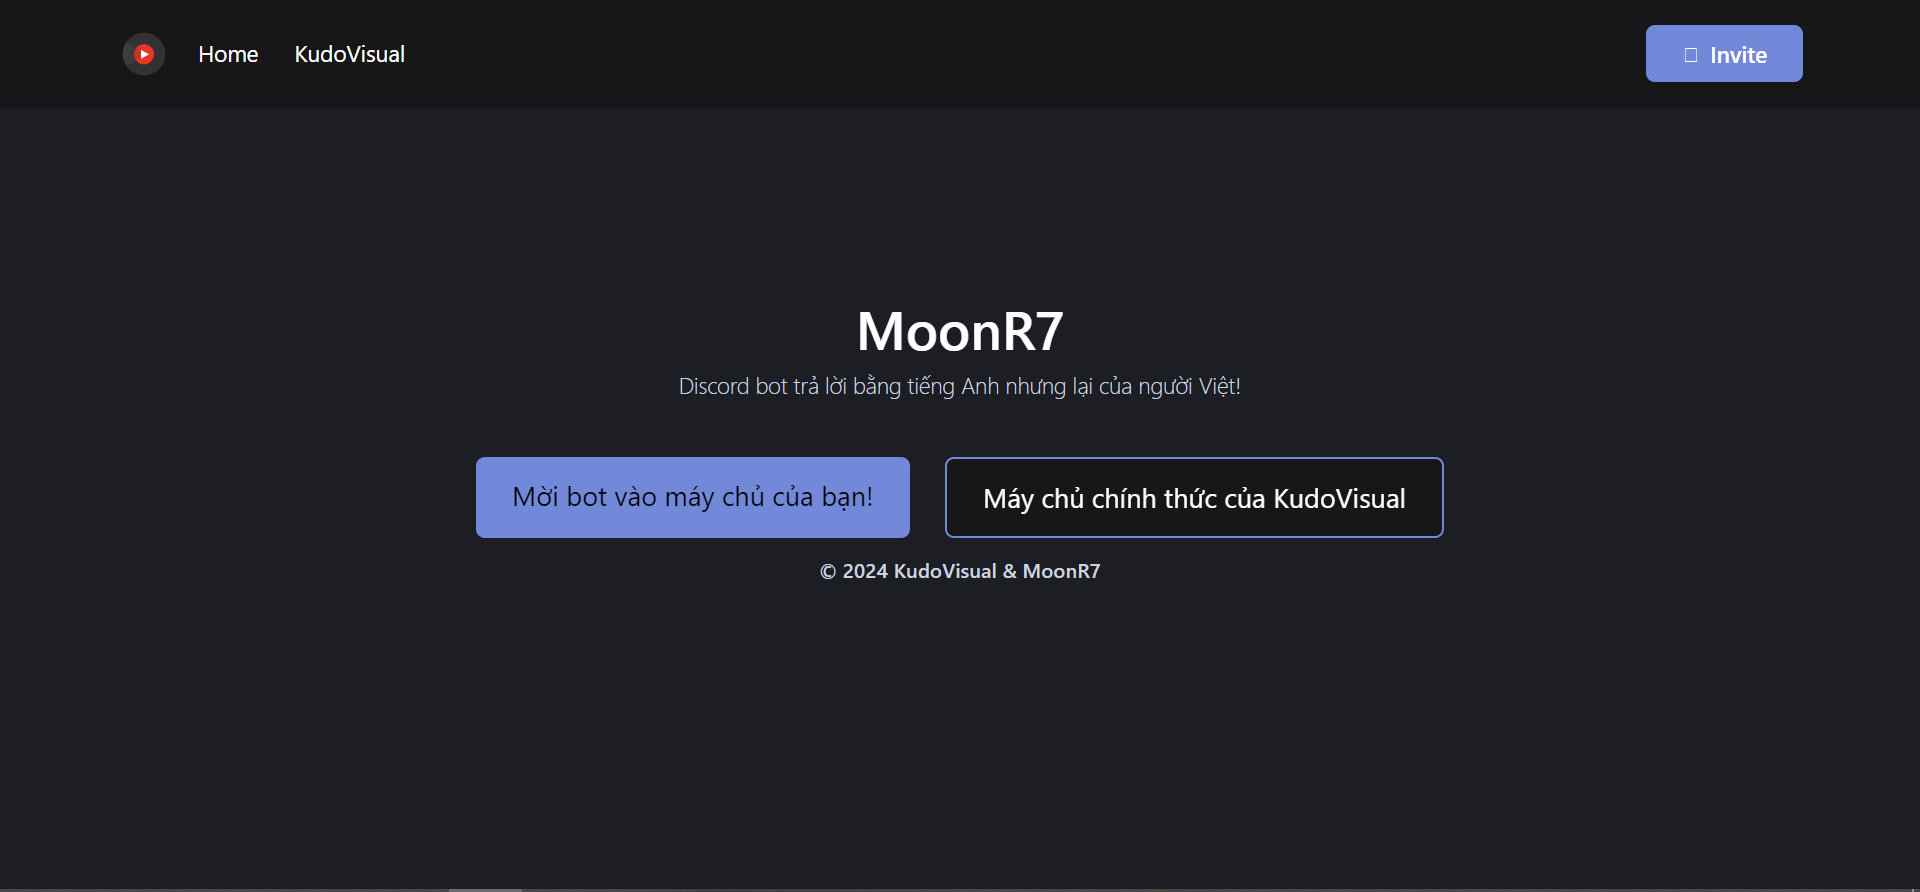 Home KudoVisual Invite
MoonR7
Discord bot trả lời bằng tiếng Anh nhưng lại của người Việt!
Mời bot vào máy chủ của bạn! Máy chủ chính thức của KudoVisual
© 2024 KudoVisual & MoonR7